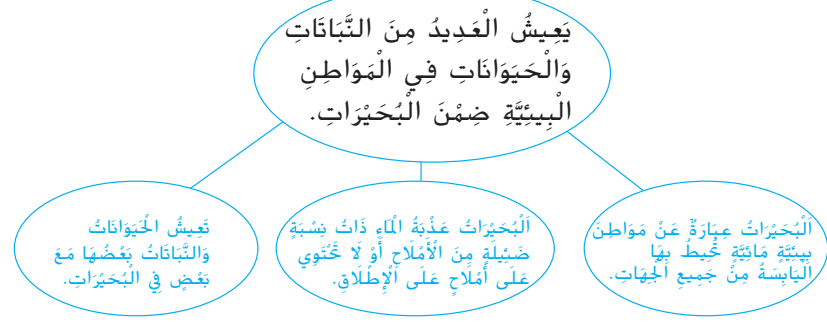 يَعِيشُ الْعَدِيدُ مِنَ النَّبَاتَاتِ
وَالْحَيَوَانَاتِ فِي الْمَوَاطِنِ
الْبِيئِيَّةِ ضِمْنَ الْبُحَيْرَاتِ.
اَلْبُحَيْرَاتُ عِبَارَةٌ عَنْ مَوَاطِنَ
بِيئِيَّةٍ مَائِيَّةٍ تُحِيطُ بِهَا
الْيَابِسَةُ مِنْ جَمِيعِ الْجِهَاتِ.
اَلْبُحَيْرَاتُ عَذْبَةُ الْمَاءِ ذَاتُ نِسْبَةٍ
ضَئِيلَةٍ مِنَ الْأَمْلَاحِ أَوْ لَا تَحْتَوِي
عَلَى أَمْلَاحٍ عَلَى الْإِطْلَاقِ.
تَعِيشُ الْحَيَوَانَاتُ
وَالنَّبَاتَاتُ بَعْضُهَا مَعَ
بَعْضٍ فِي الْبُحَيْرَاتِ.